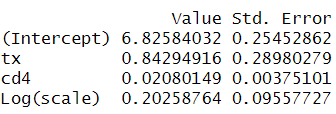 Value Std. Error
(Intercept) 6.82584032 0.25452862
tx 0.84294916 0.28980279
cd4 0.02080149 0.00375101
Log(scale) 0.20258764 0.09557727